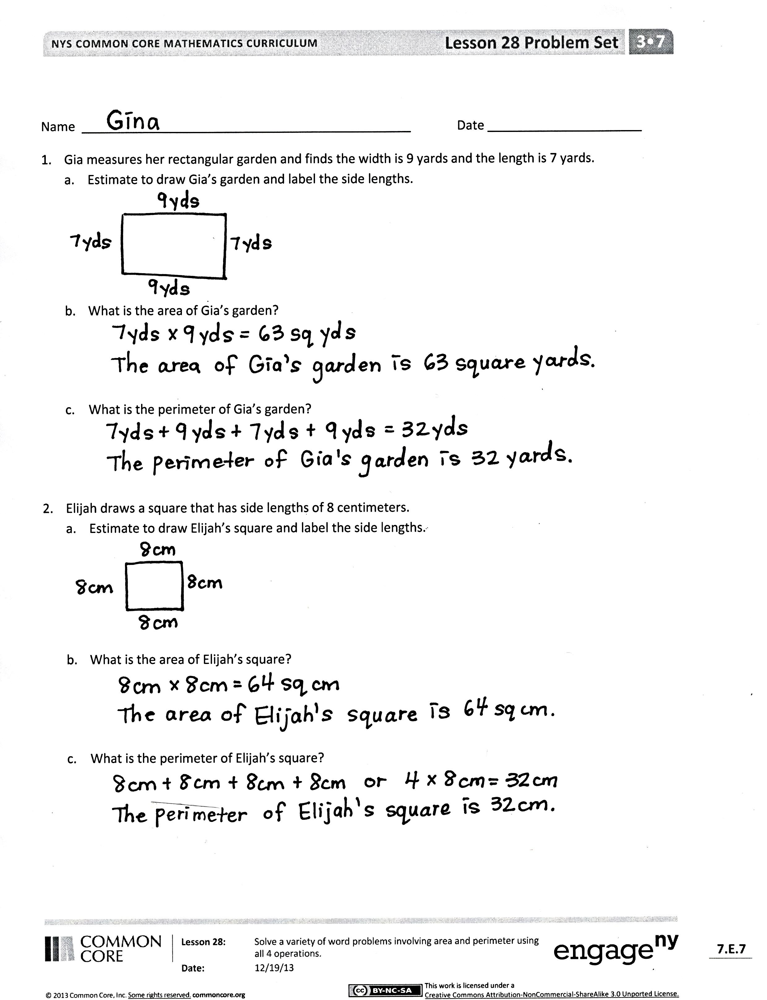 NYS COMMON CORE MATHEMATICS CURRICULUM Lesson 28 Problem Set 3•7
Name Gina Date
1. Gia measures her rectangular garden and finds the width is 9 yards and the length is 7 yards.
a. Estimate to draw Gia's garden and label the side lengths.
9yds
7yds 7yds
9yds
b. What is the area of Gia's garden?
7yds x 9yds = 63 sq yds
The area of Gia's garden is 63 square yards.
c. What is the perimeter of Gia's garden?
7yds + 9yds + 7yds + 9yds = 32yds
The perimeter of Gia's garden is 32 yards.
2. Elijah draws a square that has side lengths of 8 centimeters.
a. Estimate to draw Elijah's square and label the side lengths.
8cm
8cm 8cm
8cm
b. What is the area of Elijah's square?
8cm x 8cm = 64 sq cm
The area of Elijah's square is 64 sq cm.
c. What is the perimeter of Elijah's square?
8cm + 8cm + 8cm + 8cm or 4 x 8cm = 32cm
The perimeter of Elijah's square is 32cm.
COMMON CORE
Lesson 28: Solve a variety of word problems involving area and perimeter using
all 4 operations.
Date: 12/19/13
engageny
7.E.7
© 2013 Common Core, Inc. Some rights reserved. commoncore.org
cc BY-NC-SA
This work is licensed under a
Creative Commons Attribution-NonCommercial-ShareAlike 3.0 Unported License.